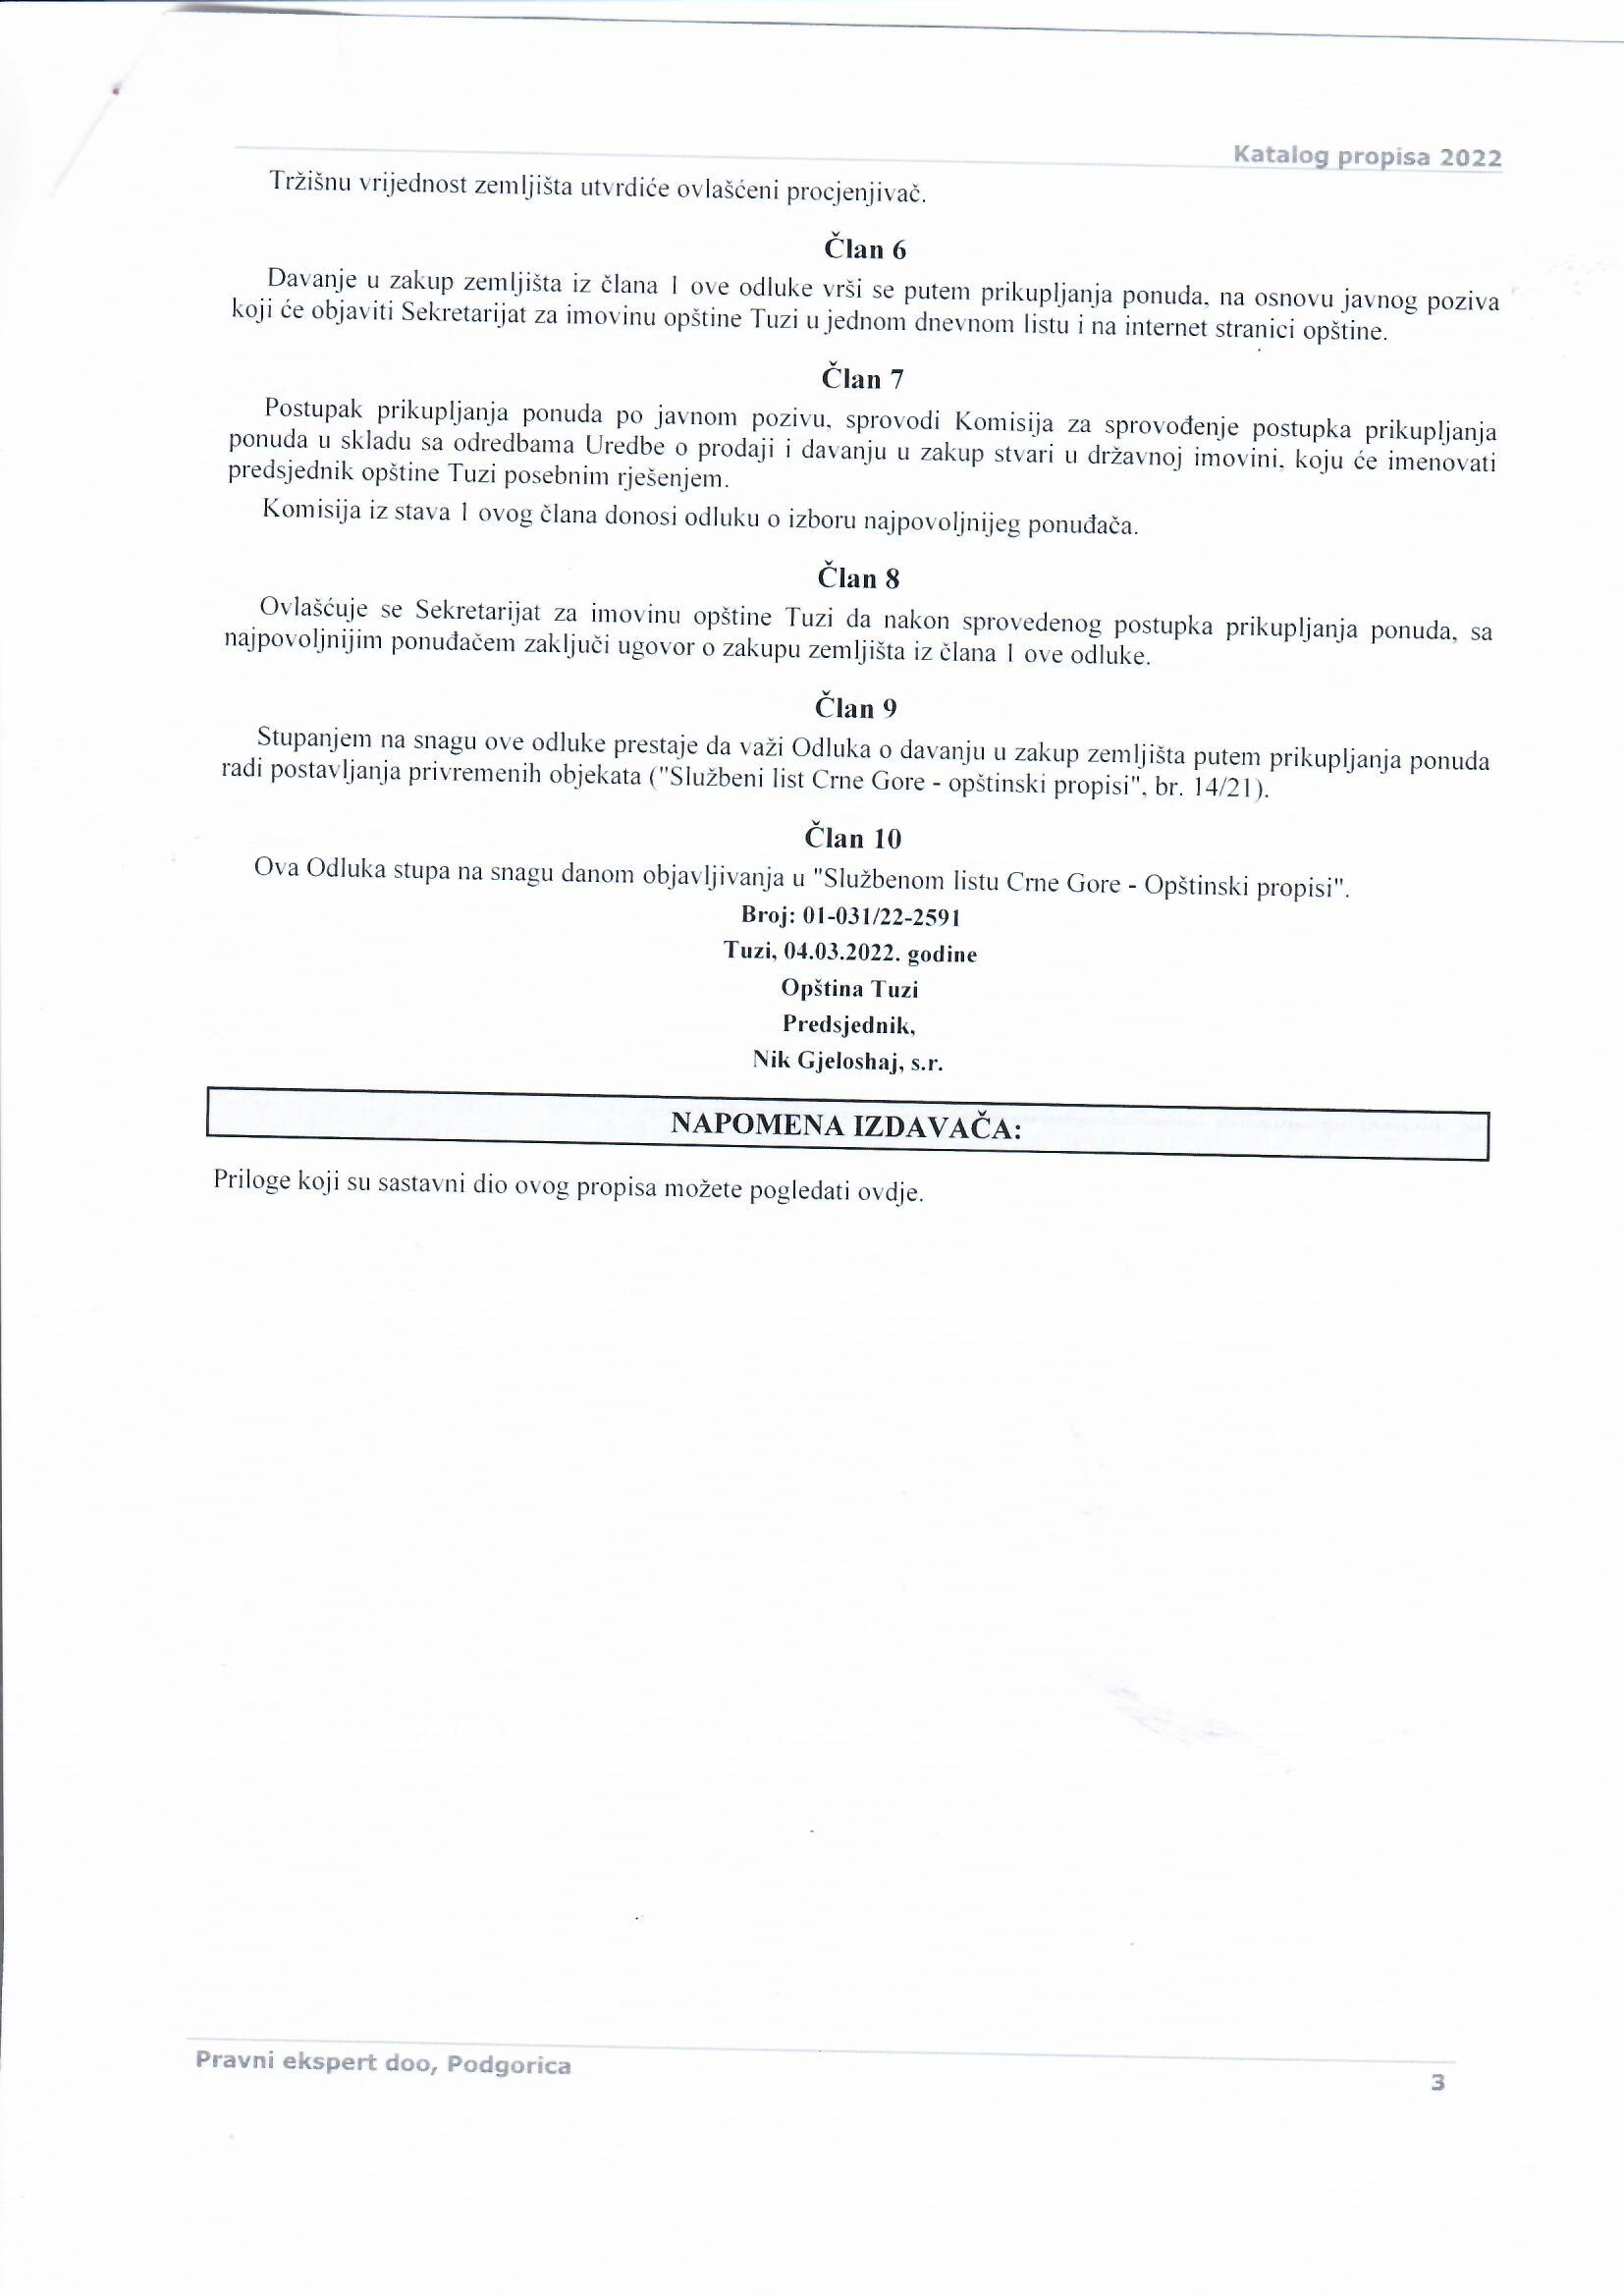 Katalog propisa 2022
Tržišnu vrijednost zemljišta utvrdiće ovlašćeni procjenjivač.
Član 6
Davanje u zakup zemljišta iz člana 1 ove odluke vrši se putem prikupljanja ponuda, na osnovu javnog poziva
koji će objaviti Sekretarijat za imovinu opštine Tuzi u jednom dnevnom listu i na internet stranici opštine.
Član 7
Postupak prikupljanja ponuda po javnom pozivu, sprovodi Komisija za sprovođenje postupka prikupljanja
ponuda u skladu sa odredbama Uredbe o prodaji i davanju u zakup stvari u državnoj imovini, koju će imenovati
predsjednik opštine Tuzi posebnim rješenjem.
Komisija iz stava 1 ovog člana donosi odluku o izboru najpovoljnijeg ponuđača.
Član 8
Ovlašćuje se Sekretarijat za imovinu opštine Tuzi da nakon sprovedenog postupka prikupljanja ponuda, sa
najpovoljnijim ponuđačem zaključi ugovor o zakupu zemljišta iz člana 1 ove odluke.
Član 9
Stupanjem na snagu ove odluke prestaje da važi Odluka o davanju u zakup zemljišta putem prikupljanja ponuda
radi postavljanja privremenih objekata ("Službeni list Crne Gore - opštinski propisi", br. 14/21).
Član 10
Ova Odluka stupa na snagu danom objavljivanja u "Službenom listu Crne Gore - Opštinski propisi".
Broj: 01-031/22-2591
Tuzi, 04.03.2022. godine
Opština Tuzi
Predsjednik,
Nik Gjeloshaj, s.r.
NAPOMENA IZDAVAČA:
Priloge koji su sastavni dio ovog propisa možete pogledati ovdje.
Pravni ekspert doo, Podgorica
3